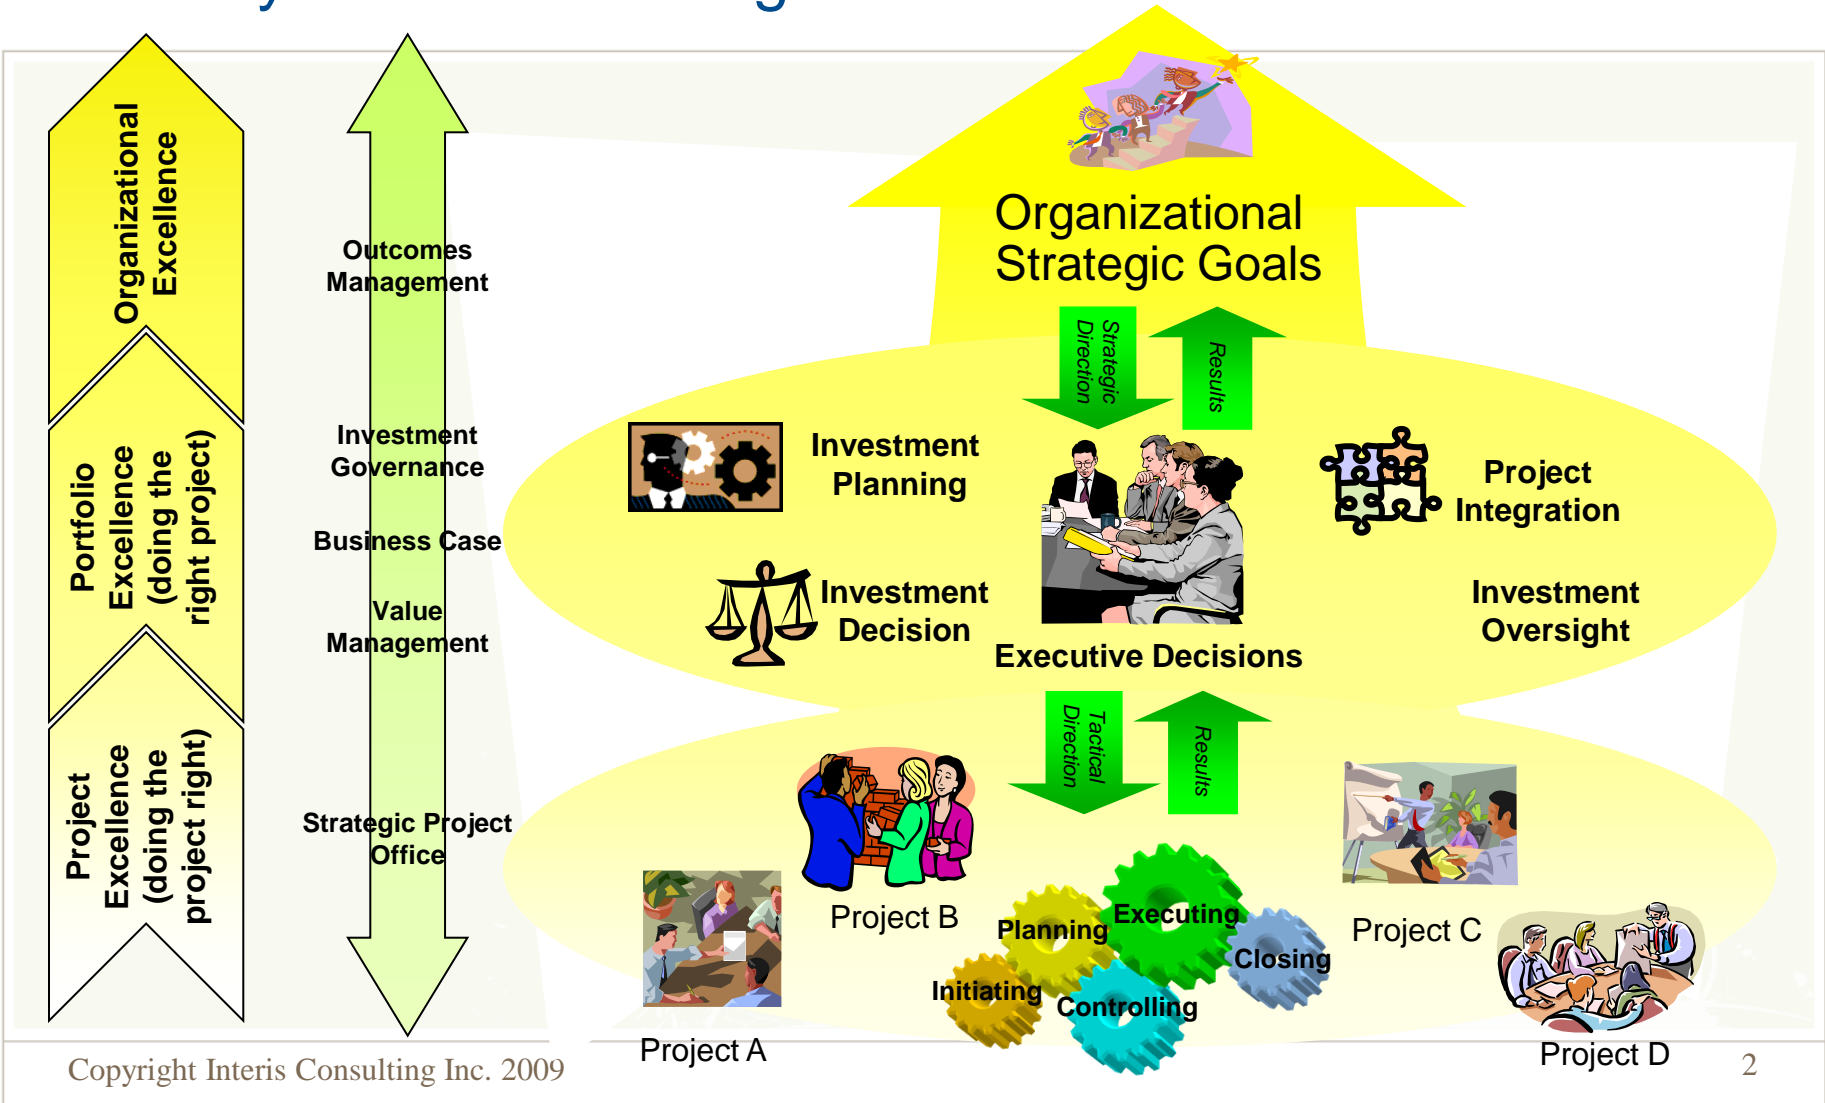 Organizational
Excellence
Portfolio
Excellence
(doing the
right project)
Project
Excellence
(doing the
project right)
Outcomes
Management
Investment
Governance
Business Case
Value
Management
Strategic Project
Office
Organizational
Strategic Goals
Strategic
Direction
Results
Investment
Planning
Investment
Decision
Executive Decisions
Project
Integration
Investment
Oversight
Tactical
Direction
Results
Project A
Project B
Initiating
Planning
Executing
Controlling
Closing
Project C
Project D
Copyright Interis Consulting Inc. 2009
2